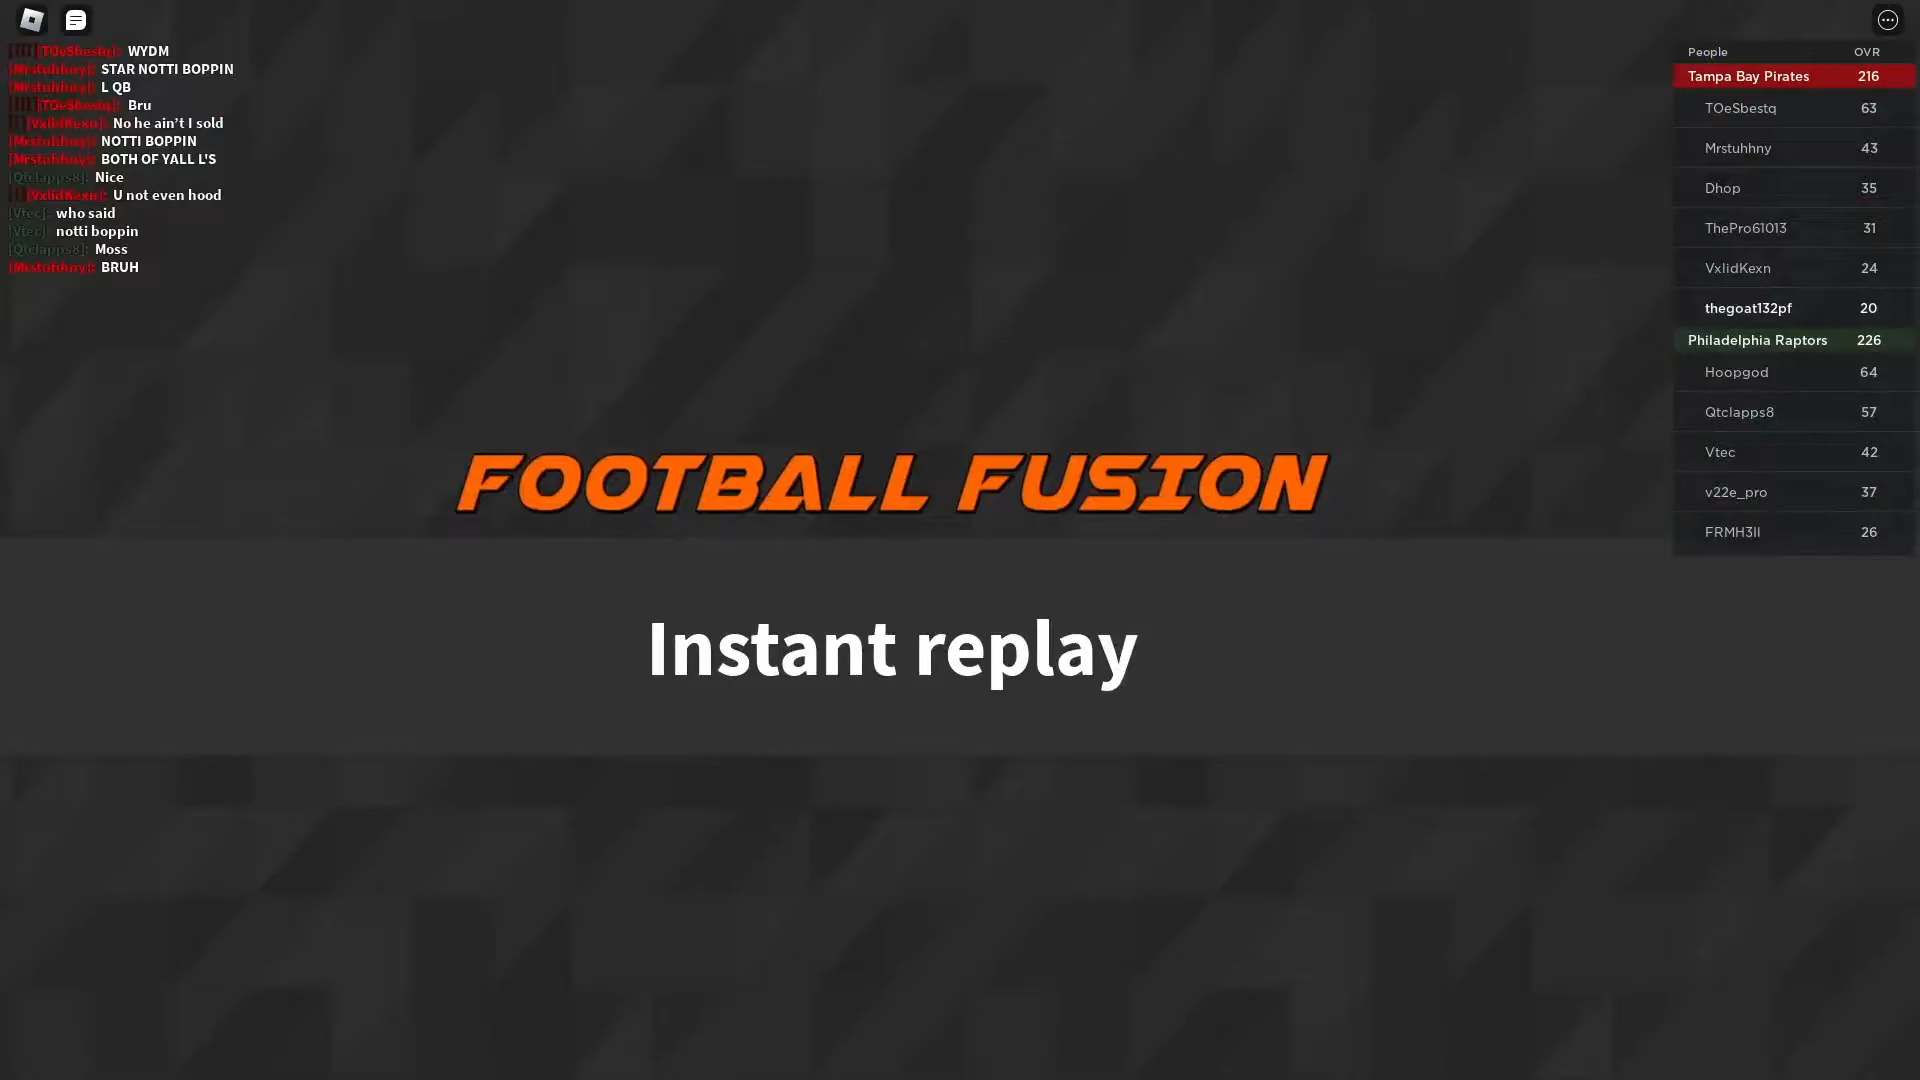 [TOeSbestq]: WYDM
[Mrstuhhny]: STAR NOTTI BOPPIN
[Mrstuhhny]: L QB
[TOeSbestq]: Bru
[VxlidKexn]: No he ain't I sold
[Mrstuhhny]: NOTTI BOPPIN
[Mrstuhhny]: BOTH OF YALL L'S
[Qtclapps8]: Nice
[VxlidKexn]: U not even hood
[Vtec]: who said
[Vtec]: notti boppin
[Qtclapps8]: Moss
[Mrstuhhny]: BRUH
People OVR
Tampa Bay Pirates 216
TOeSbestq 63
Mrstuhhny 43
Dhop 35
ThePro61013 31
VxlidKexn 24
thegoat132pf 20
Philadelphia Raptors 226
Hoopgod 64
Qtclapps8 57
Vtec 42
v22e_pro 37
FRMH3II 26
FOOTBALL FUSION
Instant replay